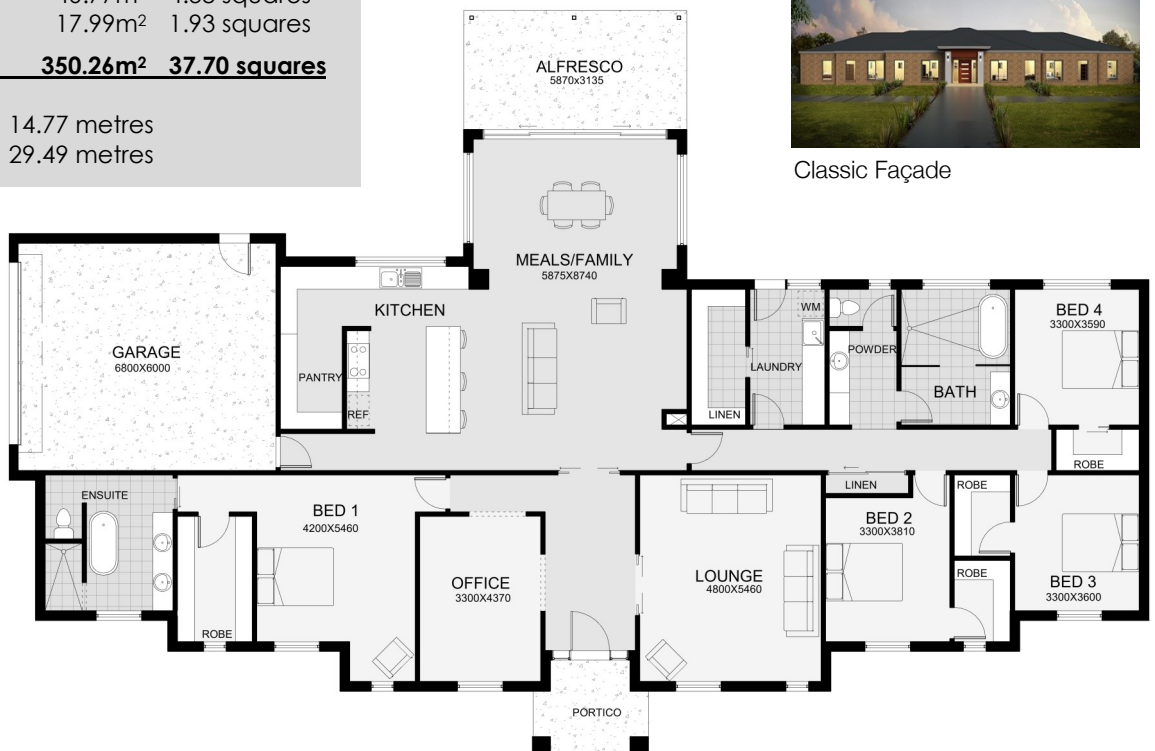 17.99m² 1.93 squares
350.26m² 37.70 squares
14.77 metres
29.49 metres
Classic Façade
ALFRESCO
5870x3135
MEALS/FAMILY
5875X8740
KITCHEN
GARAGE
6800X6000
PANTRY
REF
WM
LAUNDRY
LINEN
POWDER
BATH
BED 4
3300X3590
ROBE
ENSUITE
BED 1
4200X5460
ROBE
OFFICE
3300X4370
LOUNGE
4800X5460
LINEN
BED 2
3300X3810
ROBE
ROBE
BED 3
3300X3600
PORTICO